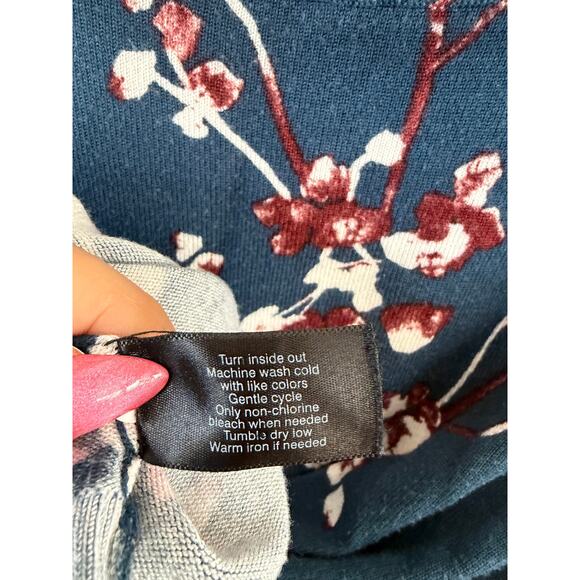 Turn inside out
Machine wash cold
with like colors
Gentle cycle
Only non-chlorine
bleach when needed
Tumble dry low
Warm iron if needed